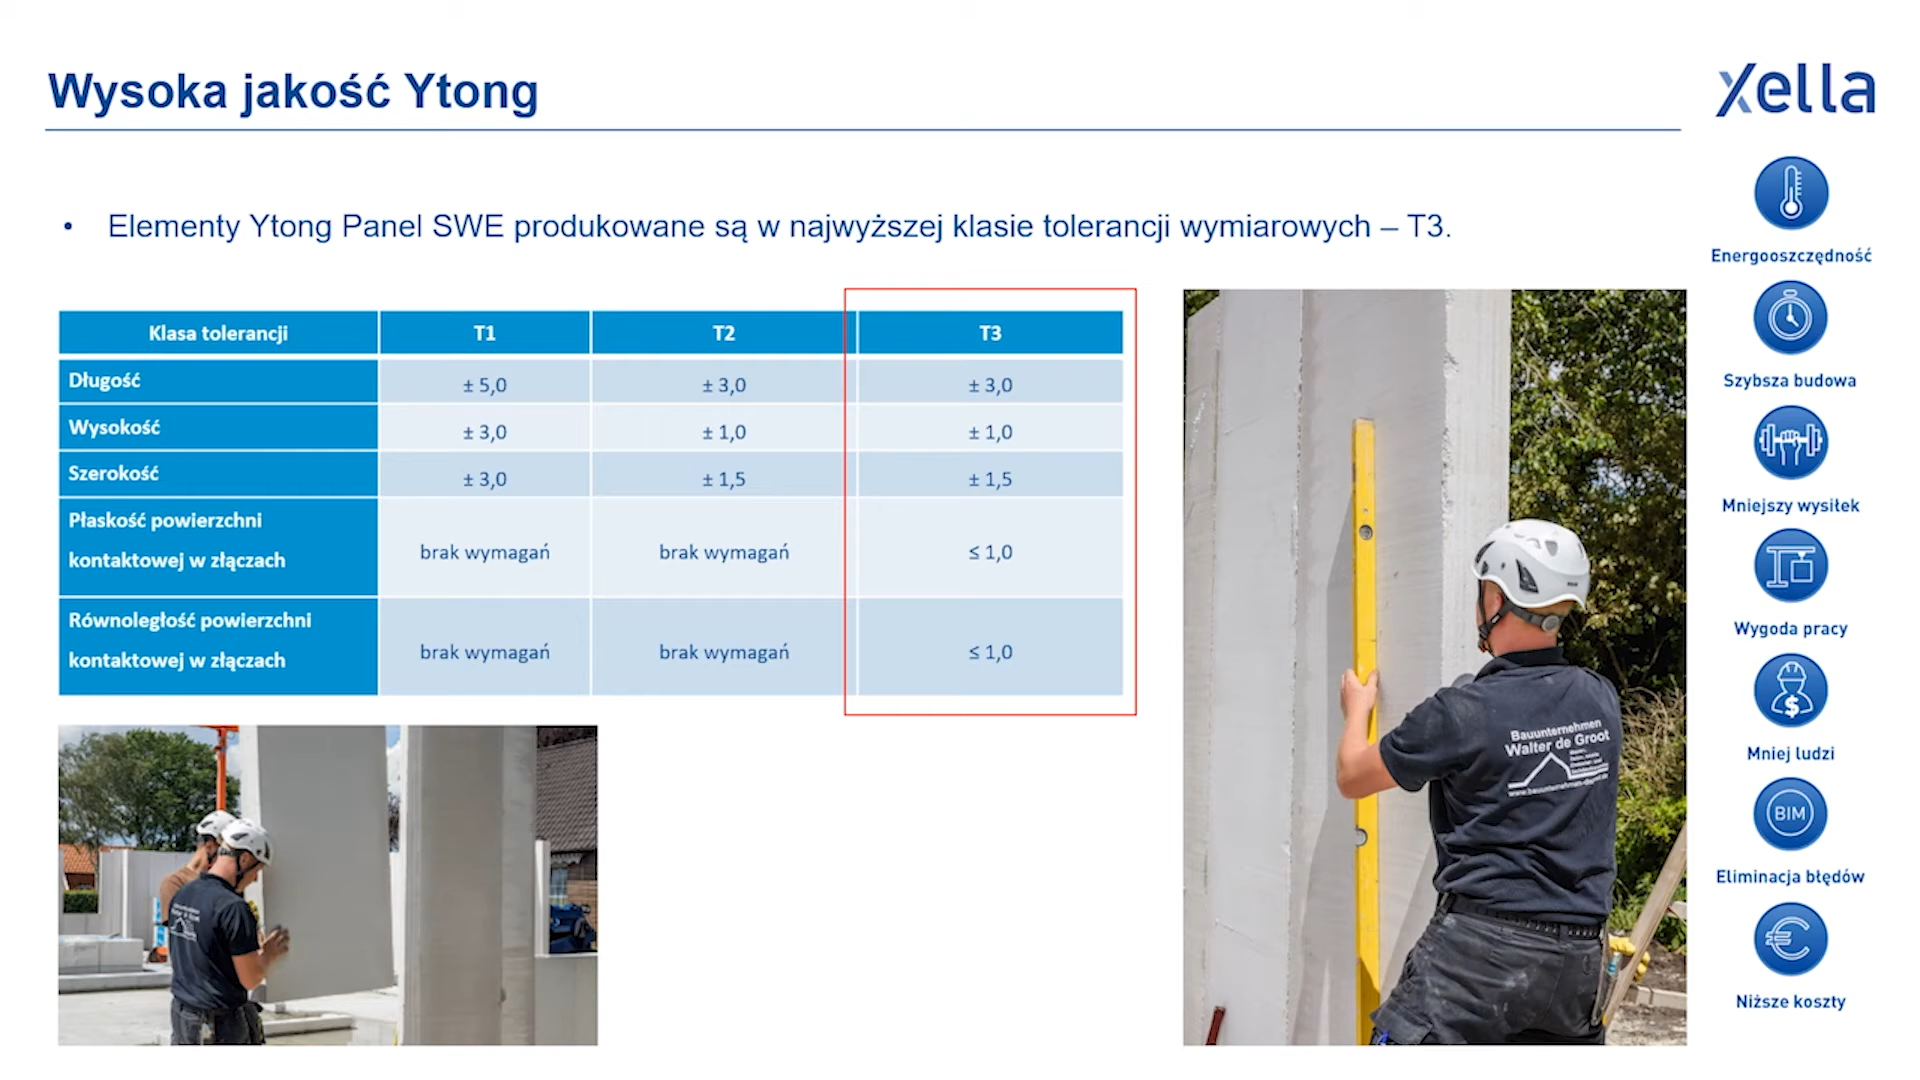 Wysoka jakość Ytong
Xella
• Elementy Ytong Panel SWE produkowane są w najwyższej klasie tolerancji wymiarowych – T3.
Klasa tolerancji T1 T2 T3
Długość ± 5,0 ± 3,0 ± 3,0
Wysokość ± 3,0 ± 1,0 ± 1,0
Szerokość ± 3,0 ± 1,5 ± 1,5
Płaskość powierzchni
kontaktowej w złączach brak wymagań brak wymagań ≤ 1,0
Równoległość powierzchni
kontaktowej w złączach brak wymagań brak wymagań ≤ 1,0
Bauunternehmen
Walter de Groot
Energooszczędność
Szybsza budowa
Mniejszy wysiłek
Wygoda pracy
$
Mniej ludzi
BIM
Eliminacja błędów
€
Niższe koszty